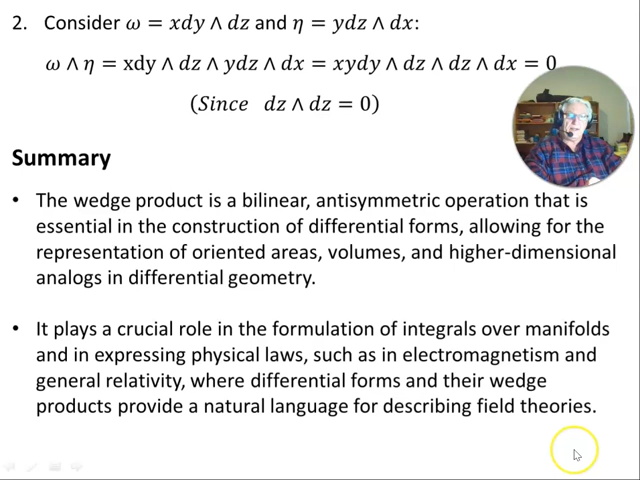 2. Consider ω = xdy ∧ dz and η = ydz ∧ dx:
ω ∧ η = xdy ∧ dz ∧ ydz ∧ dx = xydy ∧ dz ∧ dz ∧ dx = 0
(Since dz ∧ dz = 0)
Summary
• The wedge product is a bilinear, antisymmetric operation that is
essential in the construction of differential forms, allowing for the
representation of oriented areas, volumes, and higher-dimensional
analogs in differential geometry.
• It plays a crucial role in the formulation of integrals over manifolds
and in expressing physical laws, such as in electromagnetism and
general relativity, where differential forms and their wedge
products provide a natural language for describing field theories.